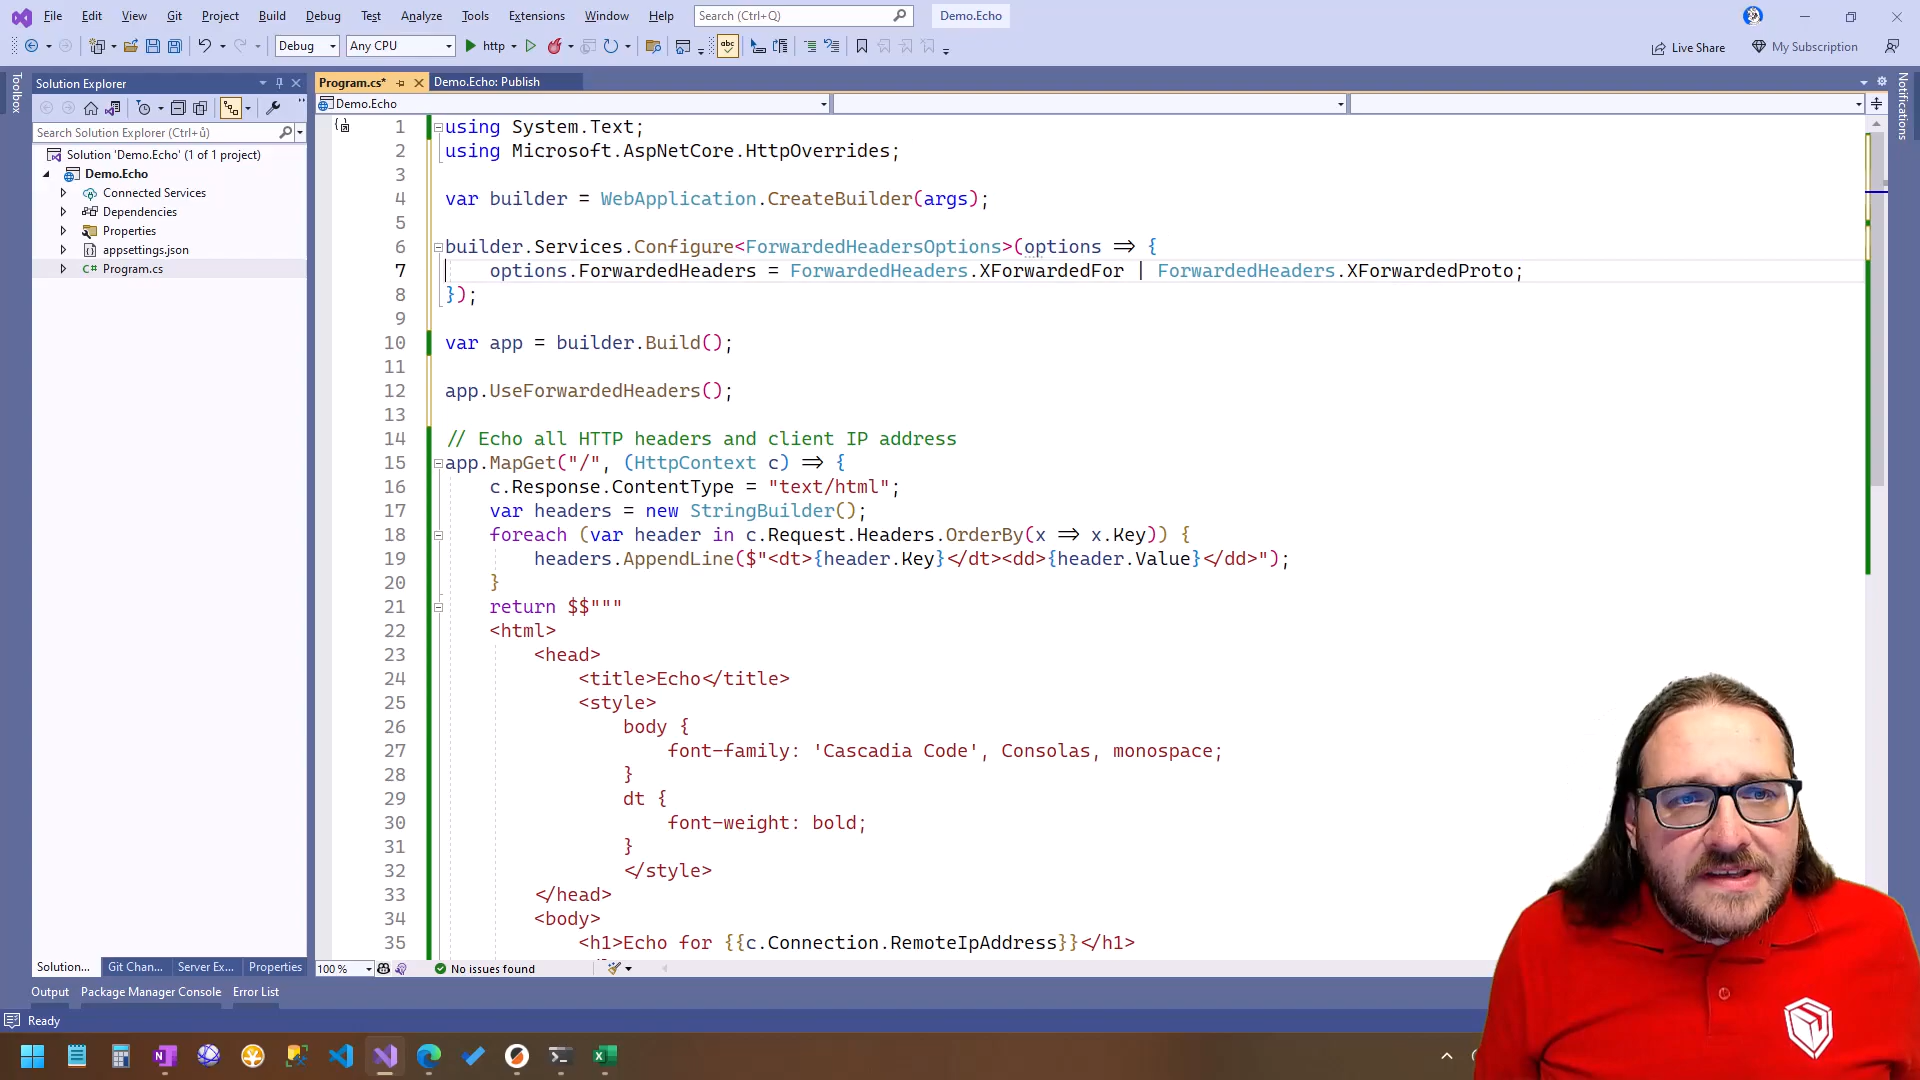 File Edit View Git Project Build Debug Test Analyze Tools Extensions Window Help Search (Ctrl+Q) Demo.Echo
Debug Any CPU http Live Share My Subscription
Toolbox
Solution Explorer
Search Solution Explorer (Ctrl+ů)
Solution 'Demo.Echo' (1 of 1 project)
Demo.Echo
Connected Services
Dependencies
Properties
appsettings.json
C# Program.cs
Program.cs* Demo.Echo: Publish
Demo.Echo
Notifications
1 using System.Text;
2 using Microsoft.AspNetCore.HttpOverrides;
3
4 var builder = WebApplication.CreateBuilder(args);
5
6 builder.Services.Configure<ForwardedHeadersOptions>(options => {
7 options.ForwardedHeaders = ForwardedHeaders.XForwardedFor | ForwardedHeaders.XForwardedProto;
8 });
9
10 var app = builder.Build();
11
12 app.UseForwardedHeaders();
13
14 // Echo all HTTP headers and client IP address
15 app.MapGet("/", (HttpContext c) => {
16 c.Response.ContentType = "text/html";
17 var headers = new StringBuilder();
18 foreach (var header in c.Request.Headers.OrderBy(x => x.Key)) {
19 headers.AppendLine($"<dt>{header.Key}</dt><dd>{header.Value}</dd>");
20 }
21 return $$"""
22 <html>
23 <head>
24 <title>Echo</title>
25 <style>
26 body {
27 font-family: 'Cascadia Code', Consolas, monospace;
28 }
29 dt {
30 font-weight: bold;
31 }
32 </style>
33 </head>
34 <body>
35 <h1>Echo for {{c.Connection.RemoteIpAddress}}</h1>
Solution... Git Chan... Server Ex... Properties
100 % No issues found
Output Package Manager Console Error List
Ready